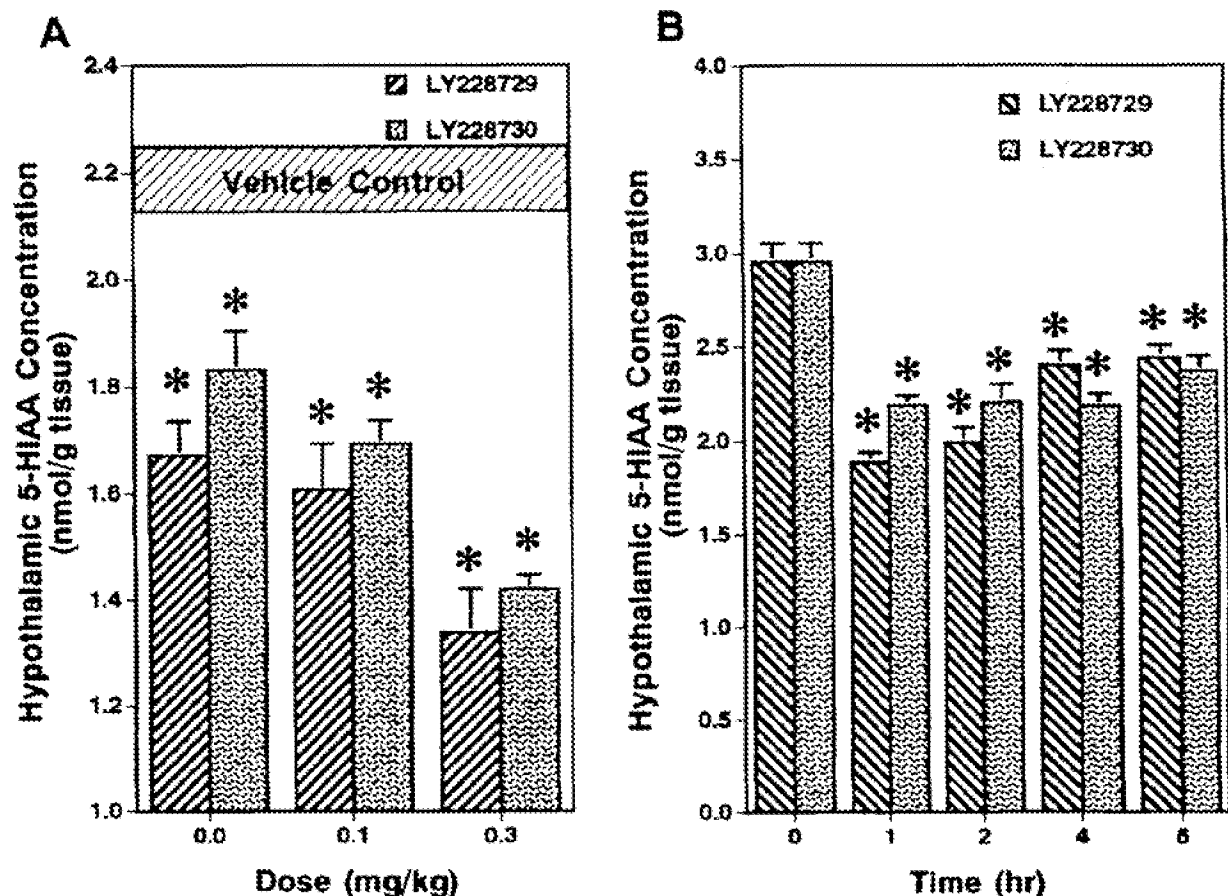 A
Hypothalamic 5-HIAA Concentration
(nmol/g tissue)
2.4
2.2
2.0
1.8
1.6
1.4
1.2
1.0
LY228729
LY228730
Vehicle Control
*
*
*
*
*
*
0.0
0.1
0.3
Dose (mg/kg)
B
Hypothalamic 5-HIAA Concentration
(nmol/g tissue)
4.0
3.5
3.0
2.5
2.0
1.5
1.0
0.5
0.0
LY228729
LY228730
*
*
*
*
*
*
*
*
0
1
2
4
Time (hr)